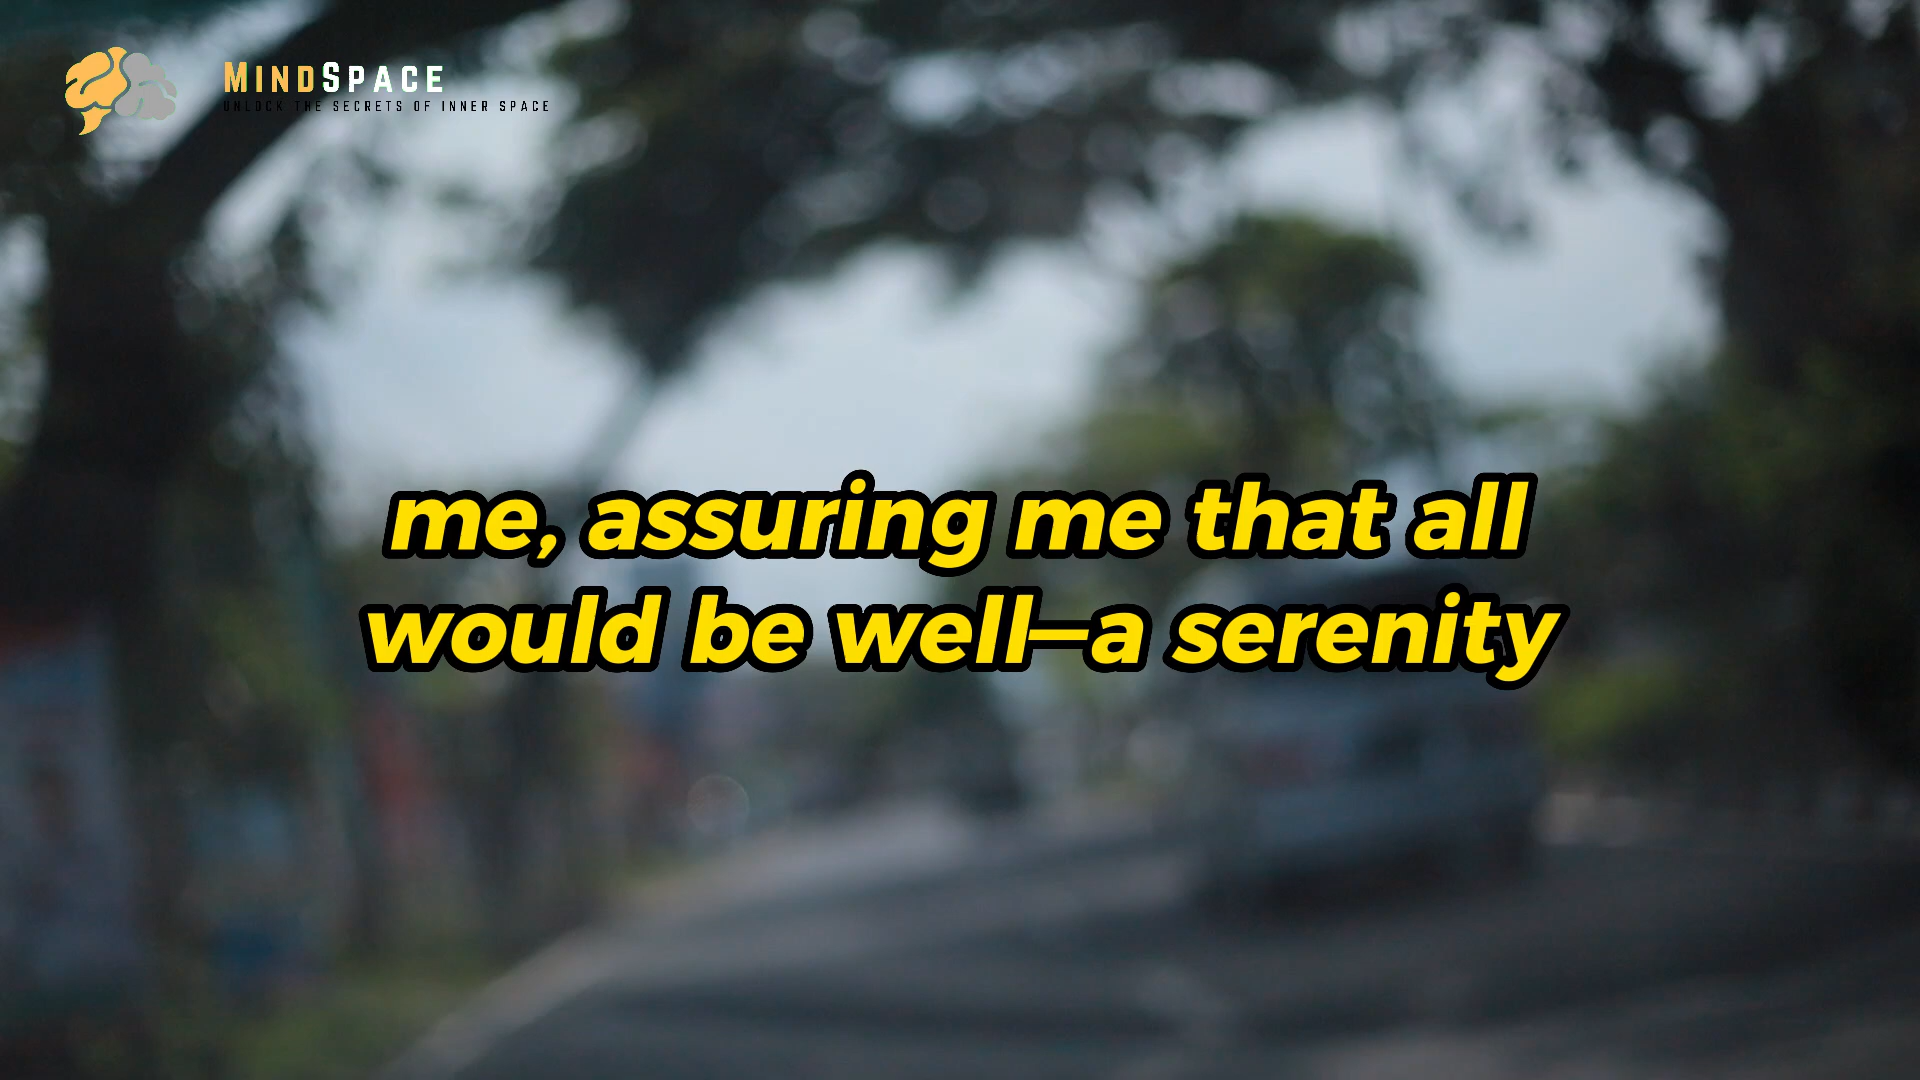 MINDSPACE
UNLOCK THE SECRETS OF INNER SPACE
me, assuring me that all
would be well—a serenity